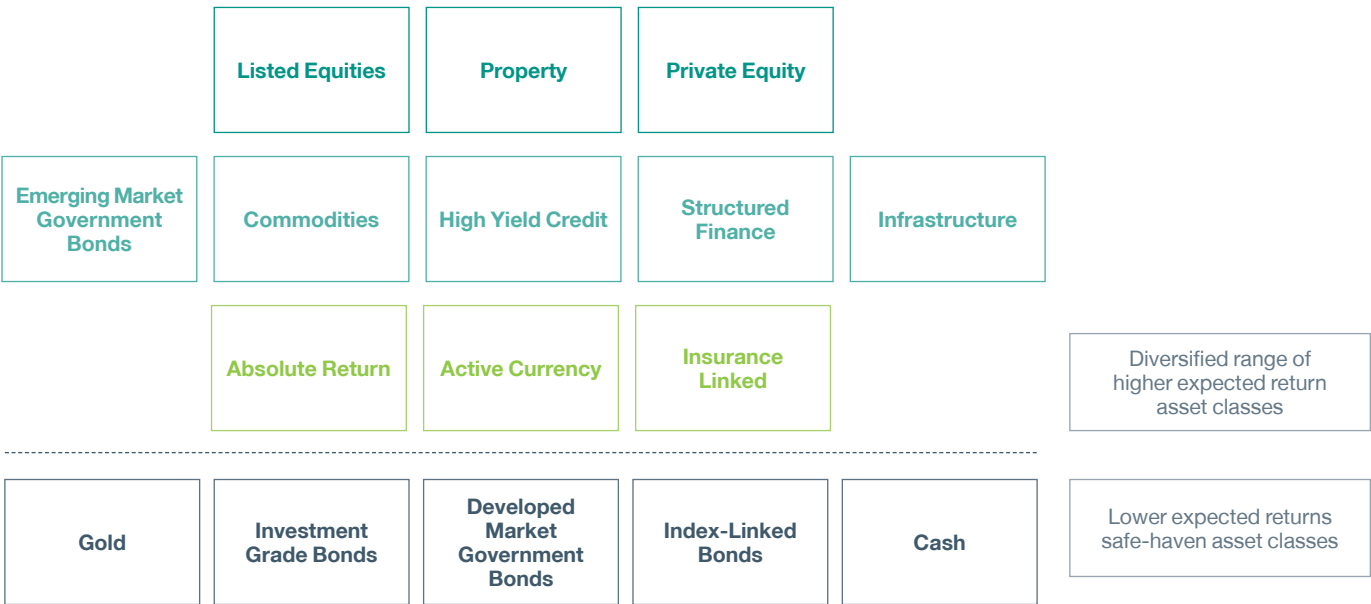 Listed Equities
Property
Private Equity
Emerging Market
Government
Bonds
Commodities
High Yield Credit
Structured
Finance
Infrastructure
Absolute Return
Active Currency
Insurance
Linked
Diversified range of
higher expected return
asset classes
Gold
Investment
Grade Bonds
Developed
Market
Government
Bonds
Index-Linked
Bonds
Cash
Lower expected returns
safe-haven asset classes